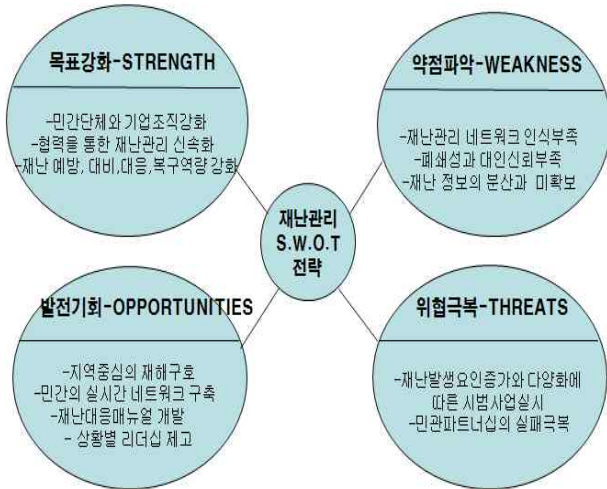 목표강화-STRENGTH
-민간단체와 기업조직강화
-협력을 통한 재난관리 신속화
-재난 예방, 대비,대응,복구역량 강화
약점파악-WEAKNESS
-재난관리 네트워크 인식부족
-폐쇄성과 대인신뢰부족
-재난 정보의 분산과 미확보
재난관리
S.W.O.T
전략
발전기회-OPPORTUNITIES
-지역중심의 재해구호
-민간의 실시간 네트워크 구축
-재난대응매뉴얼 개발
- 상황별 리더십 제고
위협극복-THREATS
-재난발생요인증가와 다양화에
따른 시범사업실시
-민관파트너십의 실패극복